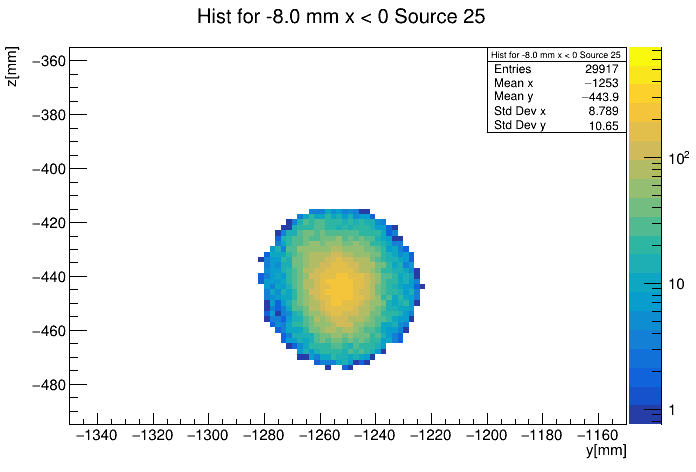 Hist for -8.0 mm x < 0 Source 25
z[mm]
Hist for -8.0 mm x < 0 Source 25
Entries 29917
Mean x −1253
Mean y −443.9
Std Dev x 8.789
Std Dev y 10.65
−360
−380
−400
−420
−440
−460
−480
10²
10
1
−1340 −1320 −1300 −1280 −1260 −1240 −1220 −1200 −1180 −1160
y[mm]